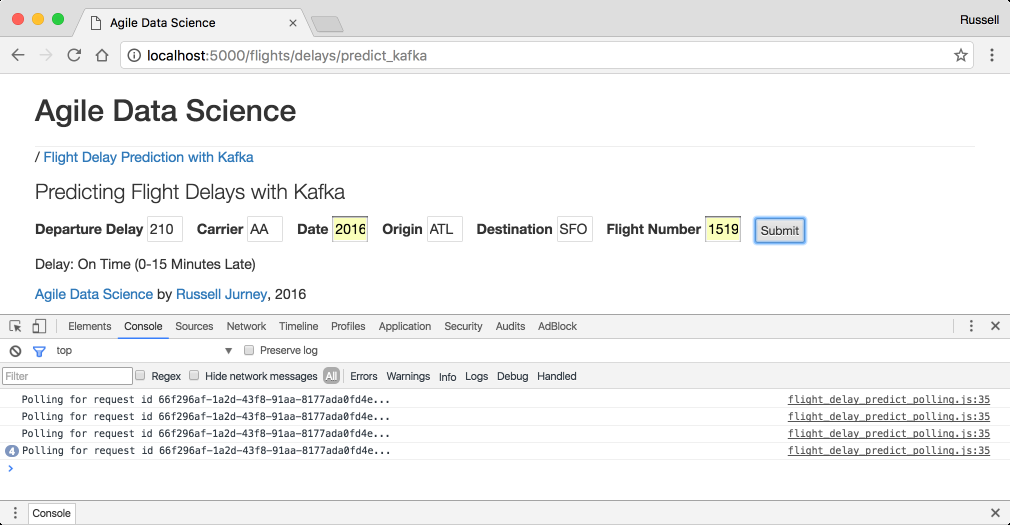 Agile Data Science
Russell
localhost:5000/flights/delays/predict_kafka
Agile Data Science
/ Flight Delay Prediction with Kafka
Predicting Flight Delays with Kafka
Departure Delay 210 Carrier AA Date 2016 Origin ATL Destination SFO Flight Number 1519 Submit
Delay: On Time (0-15 Minutes Late)
Agile Data Science by Russell Jurney, 2016
Elements Console Sources Network Timeline Profiles Application Security Audits AdBlock
top Preserve log
Filter Regex Hide network messages All Errors Warnings Info Logs Debug Handled
Polling for request id 66f296af-1a2d-43f8-91aa-8177ada0fd4e... flight_delay_predict_polling.js:35
Polling for request id 66f296af-1a2d-43f8-91aa-8177ada0fd4e... flight_delay_predict_polling.js:35
Polling for request id 66f296af-1a2d-43f8-91aa-8177ada0fd4e... flight_delay_predict_polling.js:35
4 Polling for request id 66f296af-1a2d-43f8-91aa-8177ada0fd4e... flight_delay_predict_polling.js:35
Console